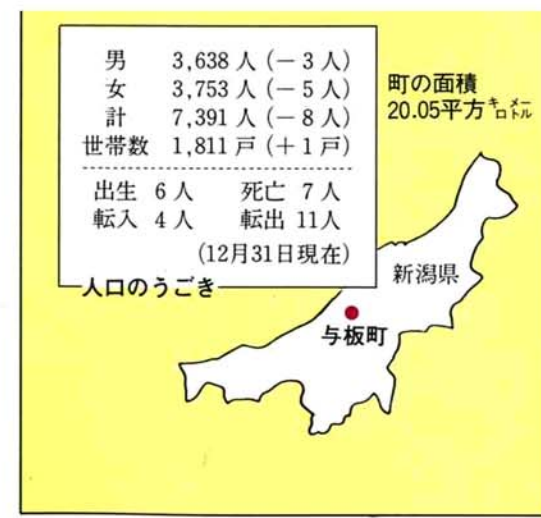 男 3,638人(－3人)
女 3,753人(－5人)
計 7,391人(－8人)
世帯数 1,811戸(＋1戸)
出生 6人 死亡 7人
転入 4人 転出 11人
(12月31日現在)
人口のうごき
町の面積
20.05平方キロメートル
新潟県
与板町